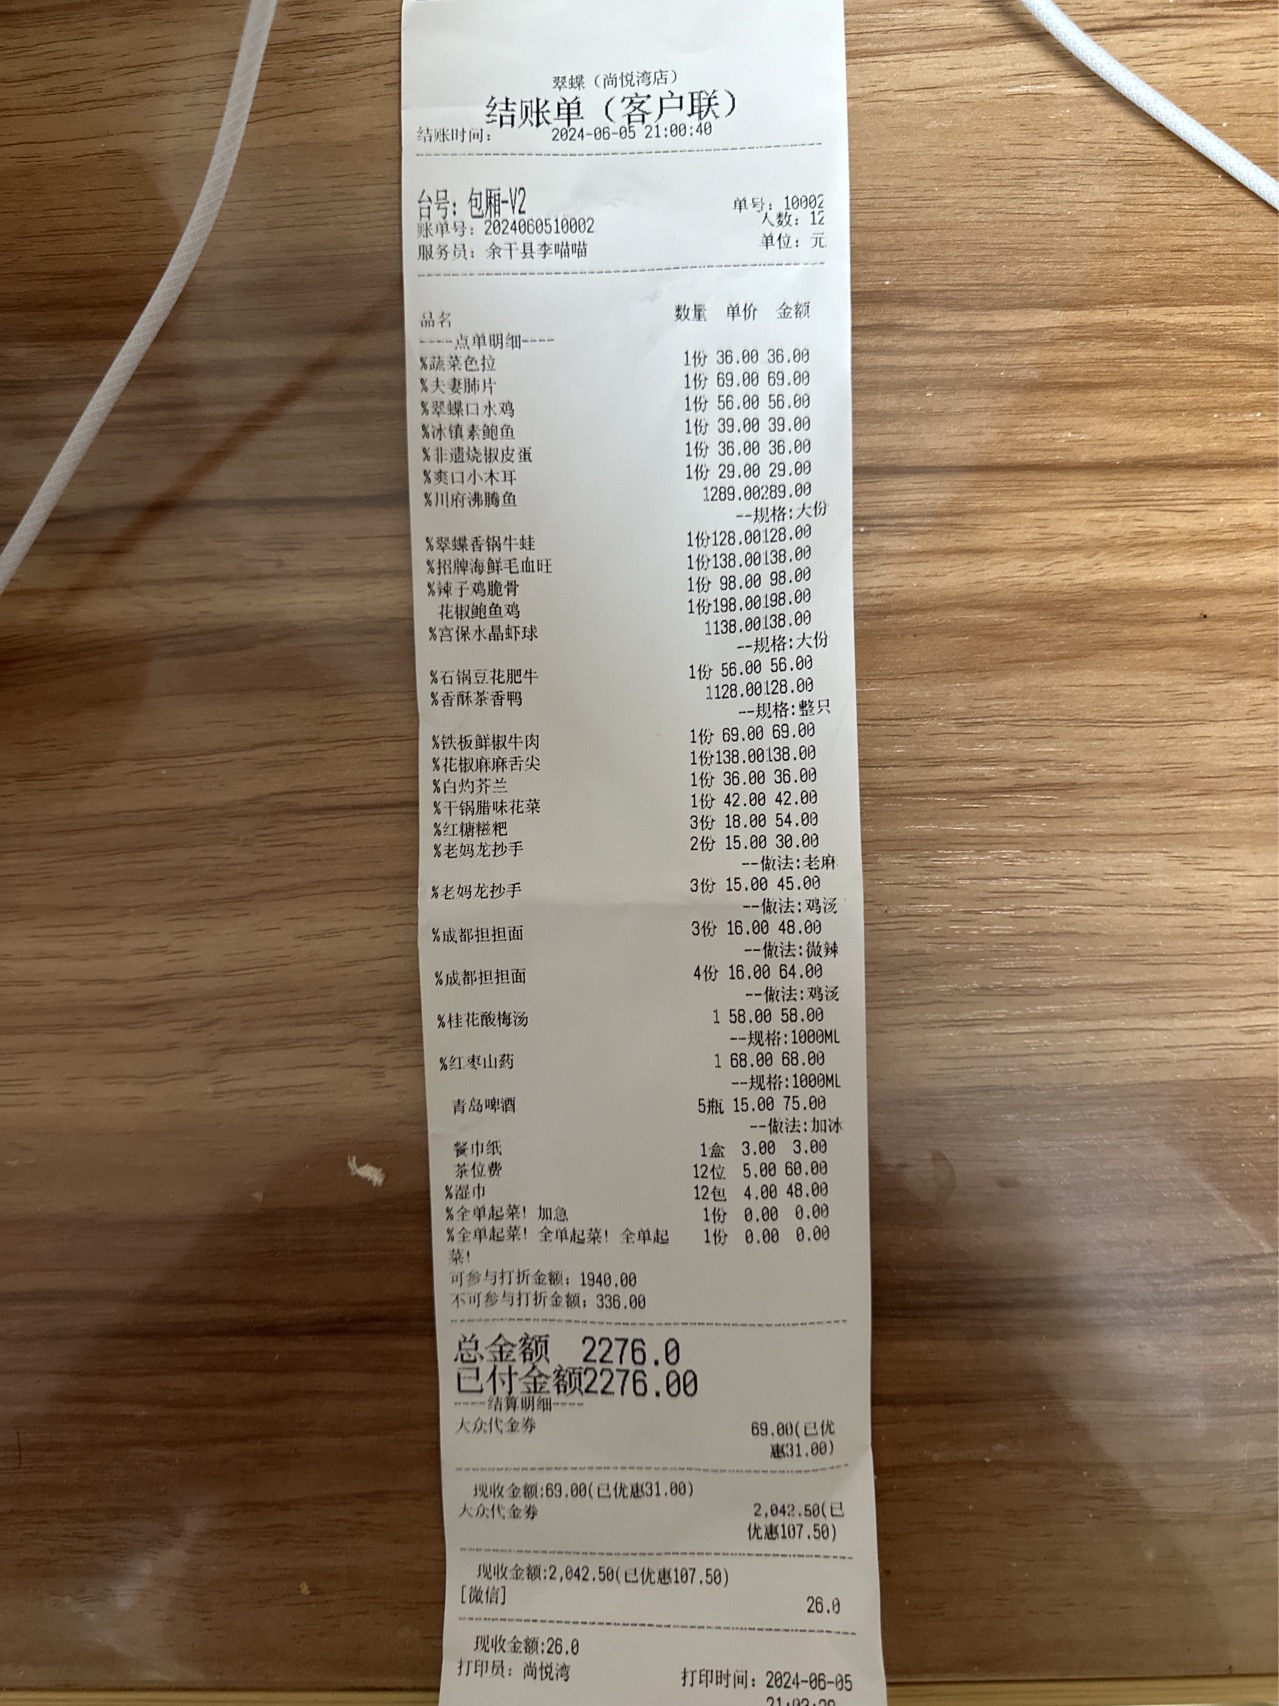 翠蝶（尚悦湾店）
结账单（客户联）
结账时间： 2024-06-05 21:00:40
台号：包厢-V2 单号：10002
账单号：2024060510002 人数：12
服务员：余干县李喵喵 单位：元
品名 数量 单价 金额
----点单明细----
%蔬菜色拉 1份 36.00 36.00
%夫妻肺片 1份 69.00 69.00
%翠蝶口水鸡 1份 56.00 56.00
%冰镇素鲍鱼 1份 39.00 39.00
%非遗烧椒皮蛋 1份 36.00 36.00
%爽口小木耳 1份 29.00 29.00
%川府沸腾鱼 1289.00289.00
--规格:大份
%翠蝶香锅牛蛙 1份128.00128.00
%招牌海鲜毛血旺 1份138.00138.00
%辣子鸡脆骨 1份 98.00 98.00
花椒鲍鱼鸡 1份198.00198.00
%宫保水晶虾球 1138.00138.00
--规格:大份
%石锅豆花肥牛 1份 56.00 56.00
%香酥茶香鸭 1128.00128.00
--规格:整只
%铁板鲜椒牛肉 1份 69.00 69.00
%花椒麻麻舌尖 1份138.00138.00
%白灼芥兰 1份 36.00 36.00
%干锅腊味花菜 1份 42.00 42.00
%红糖糍粑 3份 18.00 54.00
%老妈龙抄手 2份 15.00 30.00
--做法:老麻
%老妈龙抄手 3份 15.00 45.00
--做法:鸡汤
%成都担担面 3份 16.00 48.00
--做法:微辣
%成都担担面 4份 16.00 64.00
--做法:鸡汤
%桂花酸梅汤 1 58.00 58.00
--规格:1000ML
%红枣山药 1 68.00 68.00
--规格:1000ML
青岛啤酒 5瓶 15.00 75.00
--做法:加冰
餐巾纸 1盒 3.00 3.00
茶位费 12位 5.00 60.00
%湿巾 12包 4.00 48.00
%全单起菜！加急 1份 0.00 0.00
%全单起菜！全单起菜！全单起 1份 0.00 0.00
菜！
可参与打折金额：1940.00
不可参与打折金额：336.00
总金额 2276.0
已付金额2276.00
----结算明细----
大众代金券 69.00(已优
惠31.00)
现收金额:69.00(已优惠31.00)
大众代金券 2,042.50(已
优惠107.50)
现收金额:2,042.50(已优惠107.50)
[微信] 26.0
现收金额:26.0
打印员：尚悦湾 打印时间：2024-06-05